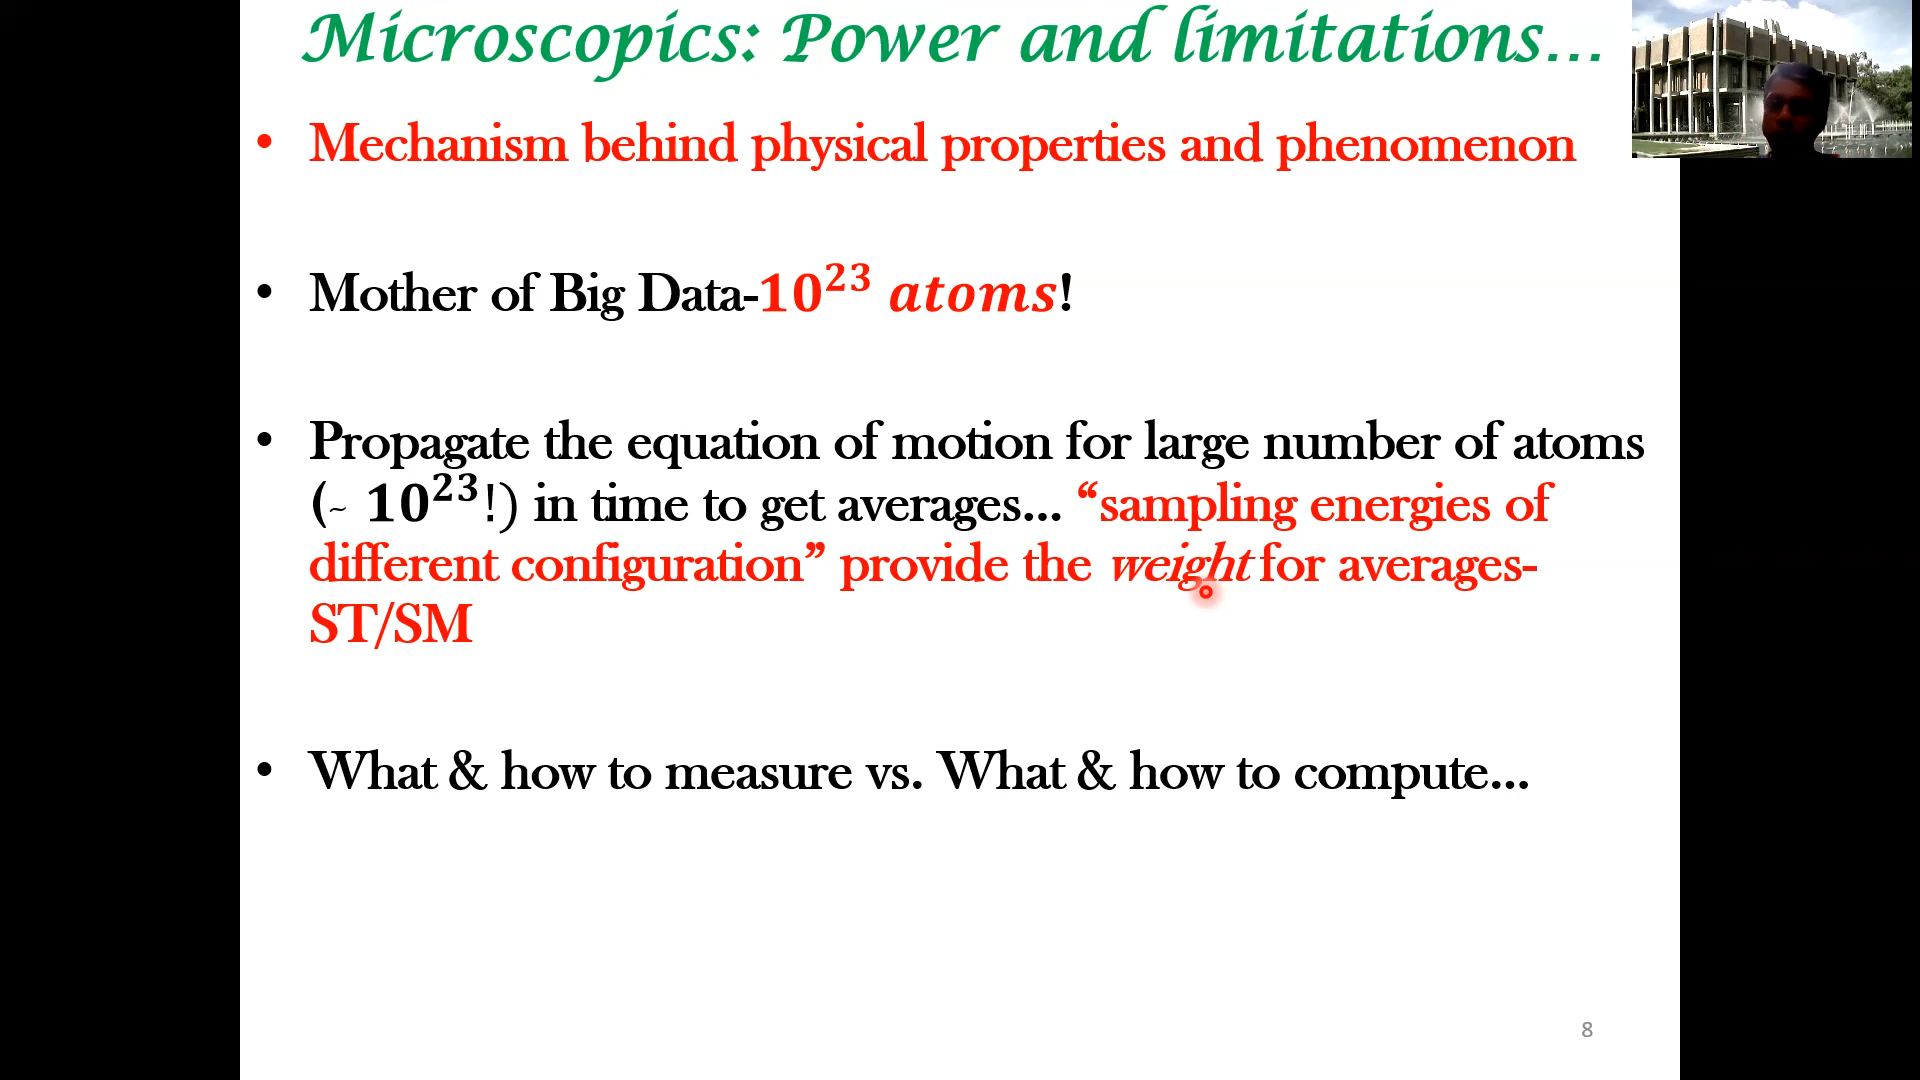 Microscopics: Power and limitations...
• Mechanism behind physical properties and phenomenon
• Mother of Big Data-10²³ atoms!
• Propagate the equation of motion for large number of atoms
(~ 10²³!) in time to get averages... “sampling energies of
different configuration” provide the weight for averages-
ST/SM
• What & how to measure vs. What & how to compute...
8